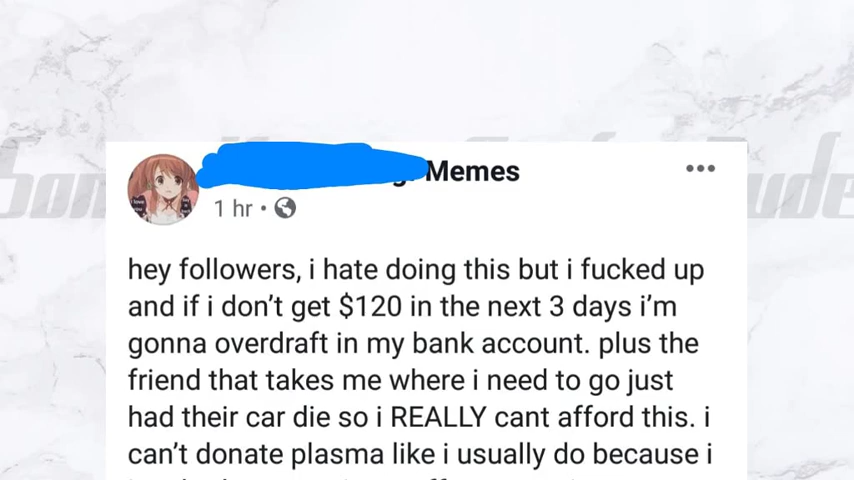 Memes
1 hr •
hey followers, i hate doing this but i fucked up
and if i don't get $120 in the next 3 days i'm
gonna overdraft in my bank account. plus the
friend that takes me where i need to go just
had their car die so i REALLY cant afford this. i
can't donate plasma like i usually do because i